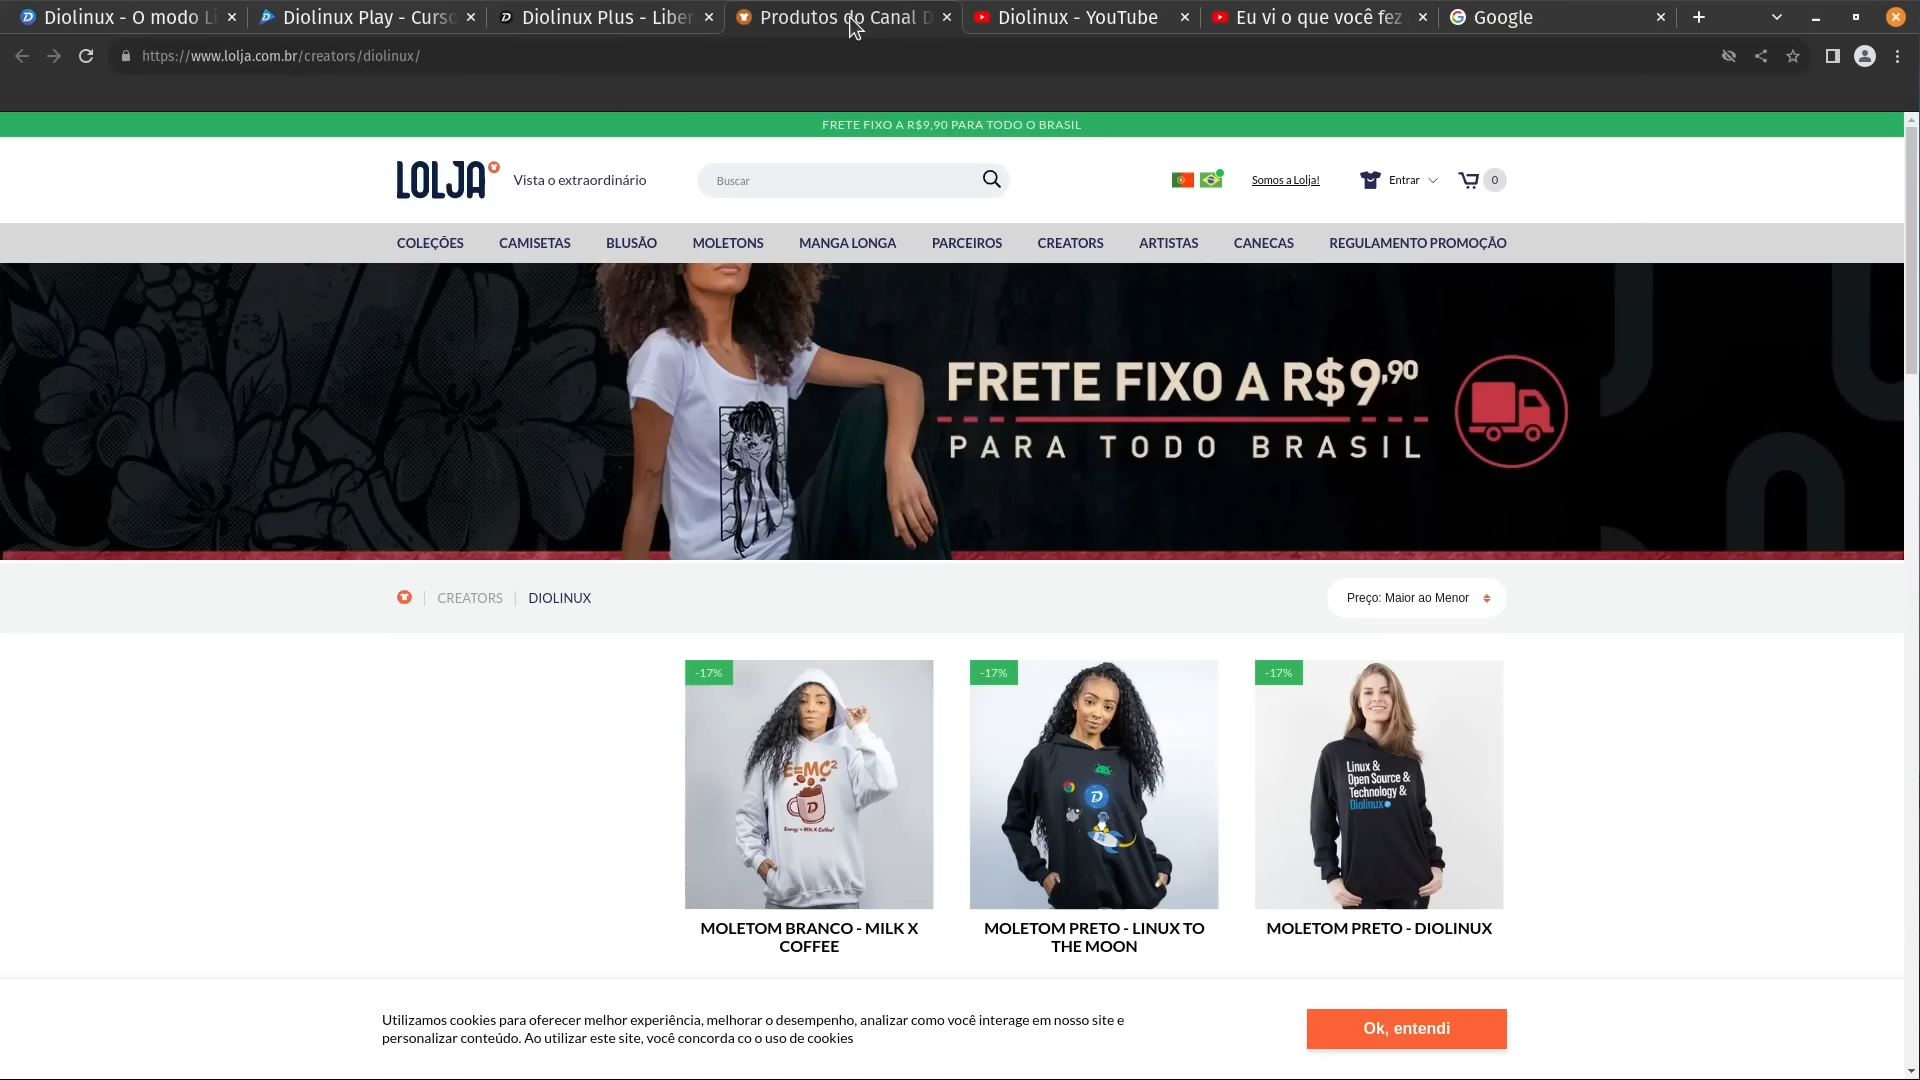 Diolinux - O modo Li
Diolinux Play - Curso
Diolinux Plus - Liber
Produtos do Canal D
Diolinux - YouTube
Eu vi o que você fez
Google
https://www.lolja.com.br/creators/diolinux/
FRETE FIXO A R$9,90 PARA TODO O BRASIL
LOLJA
Vista o extraordinário
Buscar
Somos a Lolja!
Entrar
0
COLEÇÕES
CAMISETAS
BLUSÃO
MOLETONS
MANGA LONGA
PARCEIROS
CREATORS
ARTISTAS
CANECAS
REGULAMENTO PROMOÇÃO
FRETE FIXO A R$9,90
PARA TODO BRASIL
CREATORS
DIOLINUX
Preço: Maior ao Menor
-17%
-17%
-17%
E=MC²
Energy = Milk X Coffee²
Linux &
Open Source &
Technology &
Diolinux
MOLETOM BRANCO - MILK X
COFFEE
MOLETOM PRETO - LINUX TO
THE MOON
MOLETOM PRETO - DIOLINUX
Utilizamos cookies para oferecer melhor experiência, melhorar o desempenho, analizar como você interage em nosso site e
personalizar conteúdo. Ao utilizar este site, você concorda co o uso de cookies
Ok, entendi